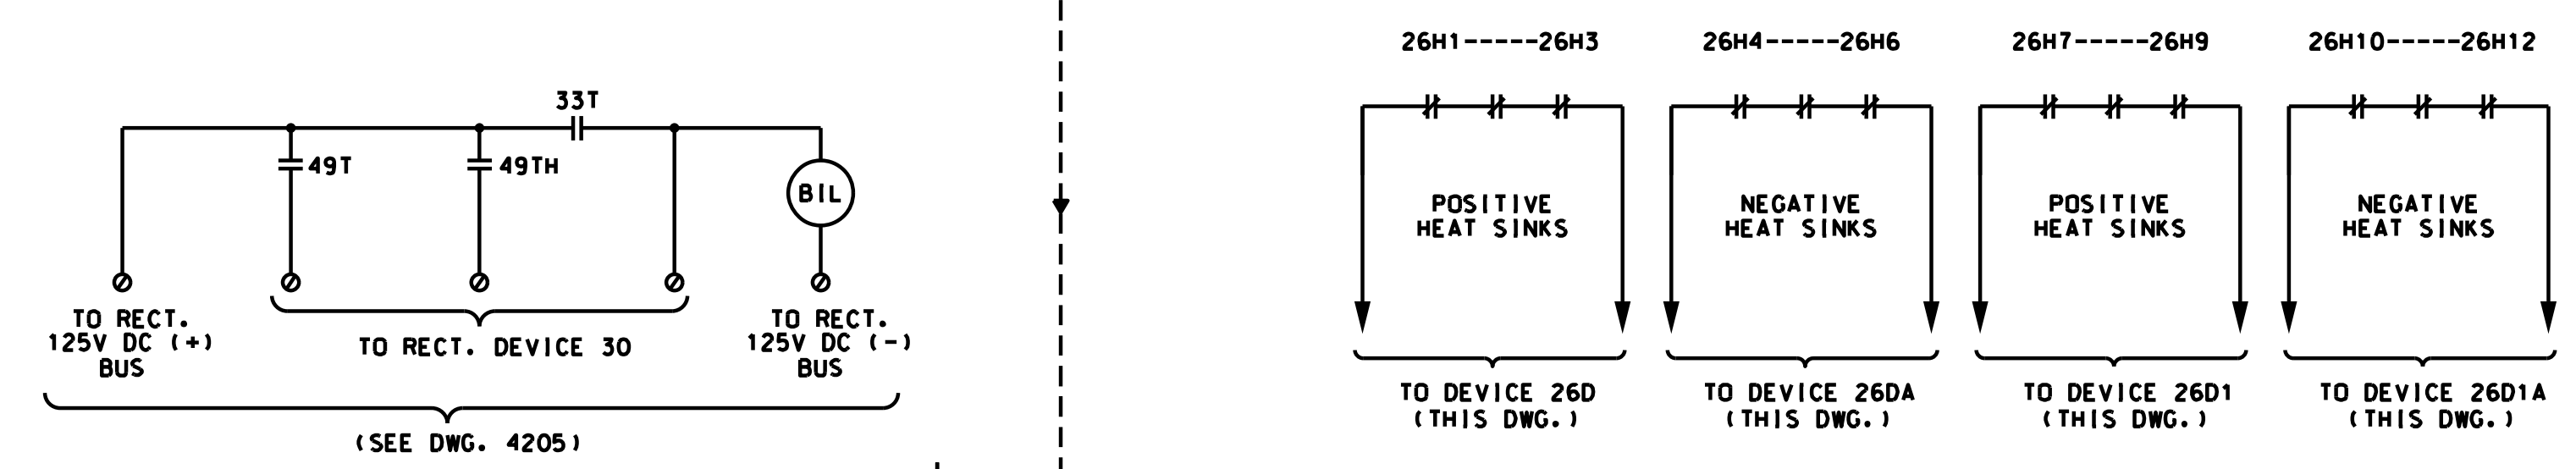 33T
49T
49TH
BIL
TO RECT.
125V DC (+)
BUS
TO RECT. DEVICE 30
TO RECT.
125V DC (-)
BUS
(SEE DWG. 4205)
26H1-----26H3
26H4-----26H6
26H7-----26H9
26H10-----26H12
POSITIVE
HEAT SINKS
NEGATIVE
HEAT SINKS
POSITIVE
HEAT SINKS
NEGATIVE
HEAT SINKS
TO DEVICE 26D
(THIS DWG.)
TO DEVICE 26DA
(THIS DWG.)
TO DEVICE 26D1
(THIS DWG.)
TO DEVICE 26D1A
(THIS DWG.)